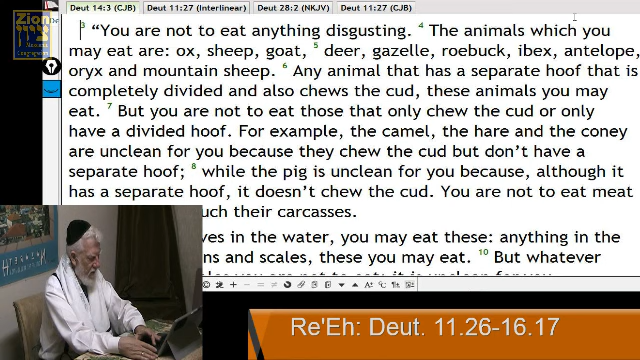 Zion
ציון
Messianic
Congregation
Deut 14:3 (CJB) Deut 11:27 (Interlinear) Deut 28:2 (NKJV) Deut 11:27 (CJB)
3 “You are not to eat anything disgusting. 4 The animals which you
may eat are: ox, sheep, goat, 5 deer, gazelle, roebuck, ibex, antelope,
oryx and mountain sheep. 6 Any animal that has a separate hoof that is
completely divided and also chews the cud, these animals you may
eat. 7 But you are not to eat those that only chew the cud or only
have a divided hoof. For example, the camel, the hare and the coney
are unclean for you because they chew the cud but don’t have a
separate hoof; 8 while the pig is unclean for you because, although it
has a separate hoof, it doesn’t chew the cud. You are not to eat meat
uch their carcasses.
ves in the water, you may eat these: anything in the
ns and scales, these you may eat. 10 But whatever
Re'Eh: Deut. 11.26-16.17